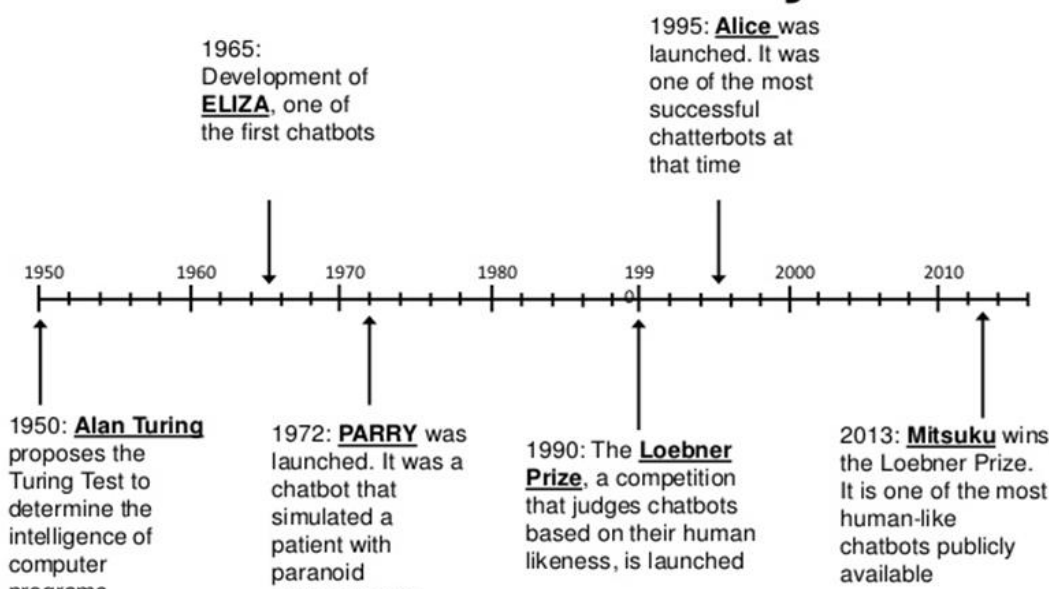 1965:
Development of
ELIZA, one of
the first chatbots
1995: Alice was
launched. It was
one of the most
successful
chatterbots at
that time
1950 1960 1970 1980 199 2000 2010
0
1950: Alan Turing
proposes the
Turing Test to
determine the
intelligence of
computer
programs
1972: PARRY was
launched. It was a
chatbot that
simulated a
patient with
paranoid
1990: The Loebner
Prize, a competition
that judges chatbots
based on their human
likeness, is launched
2013: Mitsuku wins
the Loebner Prize.
It is one of the most
human-like
chatbots publicly
available